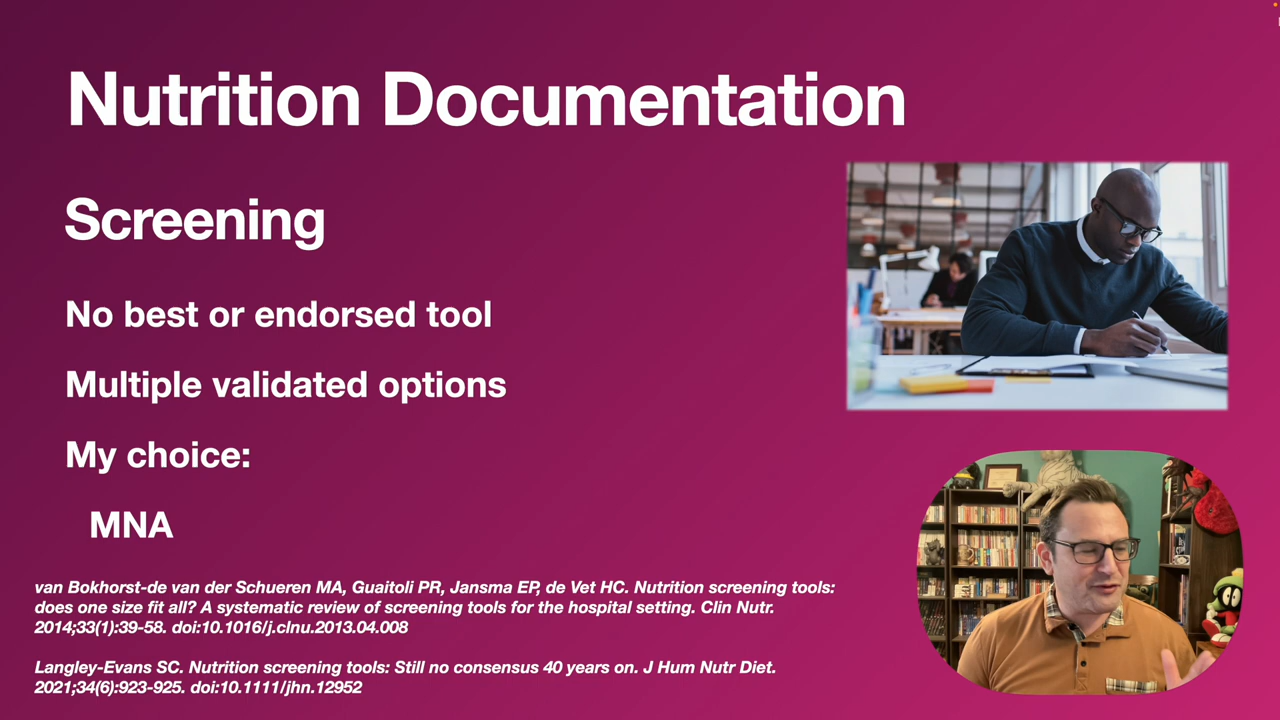 Nutrition Documentation
Screening
No best or endorsed tool
Multiple validated options
My choice:
MNA
van Bokhorst-de van der Schueren MA, Guaitoli PR, Jansma EP, de Vet HC. Nutrition screening tools:
does one size fit all? A systematic review of screening tools for the hospital setting. Clin Nutr.
2014;33(1):39-58. doi:10.1016/j.clnu.2013.04.008
Langley-Evans SC. Nutrition screening tools: Still no consensus 40 years on. J Hum Nutr Diet.
2021;34(6):923-925. doi:10.1111/jhn.12952